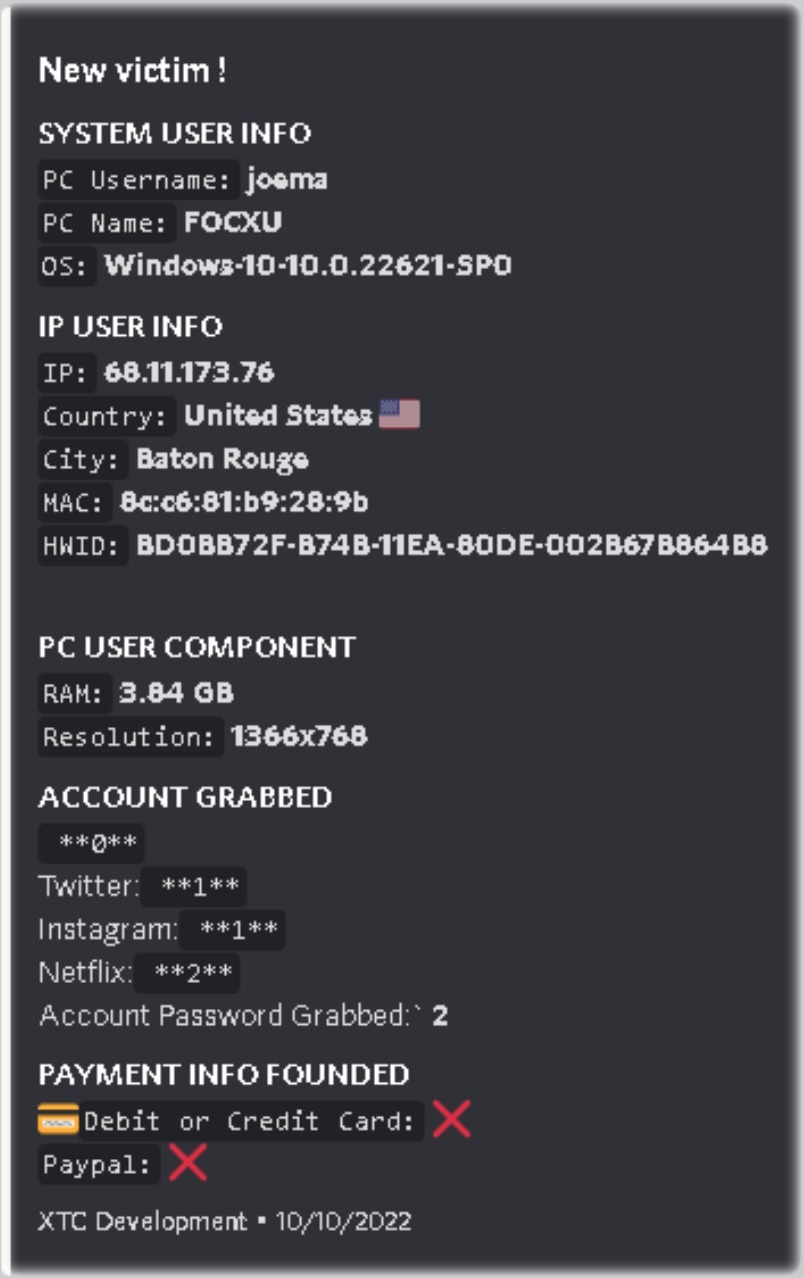 New victim !
SYSTEM USER INFO
PC Username: joema
PC Name: FOCXU
OS: Windows-10-10.0.22621-SP0
IP USER INFO
IP: 68.11.173.76
Country: United States
City: Baton Rouge
MAC: 8c:c6:81:b9:28:9b
HWID: BD0BB72F-B74B-11EA-80DE-002B67B864B8
PC USER COMPONENT
RAM: 3.84 GB
Resolution: 1366x768
ACCOUNT GRABBED
**0**
Twitter: **1**
Instagram: **1**
Netflix: **2**
Account Password Grabbed:` 2
PAYMENT INFO FOUNDED
Debit or Credit Card: ❌
Paypal: ❌
XTC Development • 10/10/2022